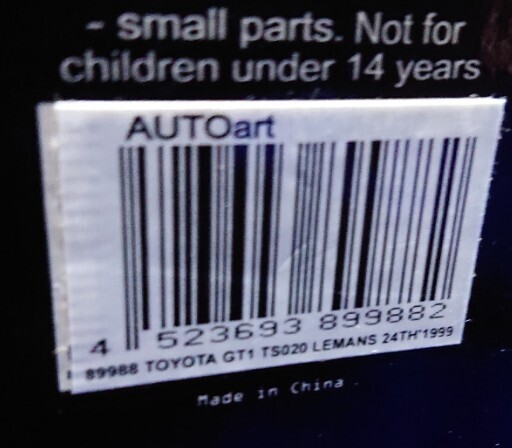 - small parts. Not for
children under 14 years
AUTOart
4 523693 899882
89988 TOYOTA GT1 TS020 LEMANS 24TH'1999
Made in China